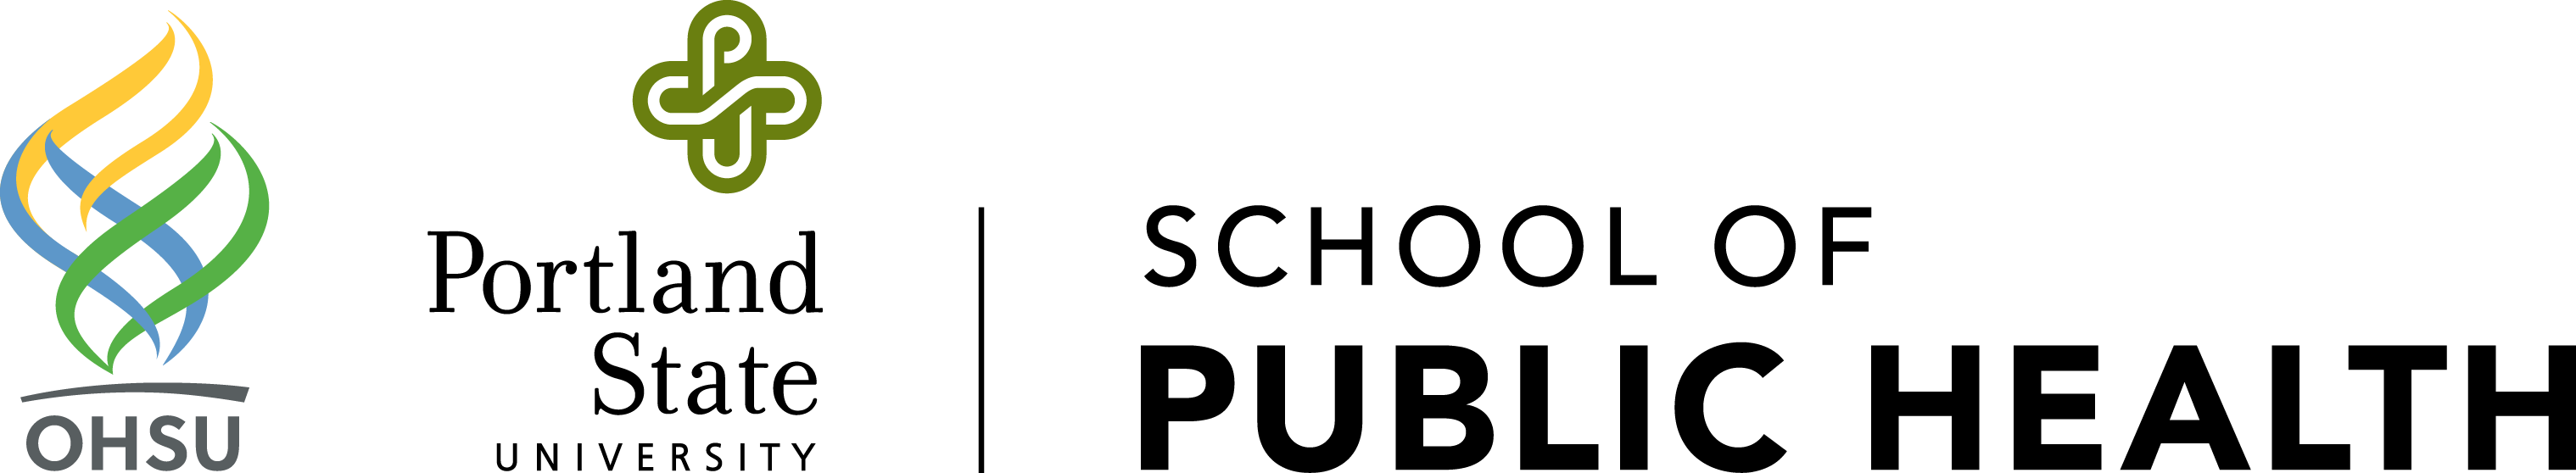 OHSU
Portland
State
UNIVERSITY
SCHOOL OF
PUBLIC HEALTH